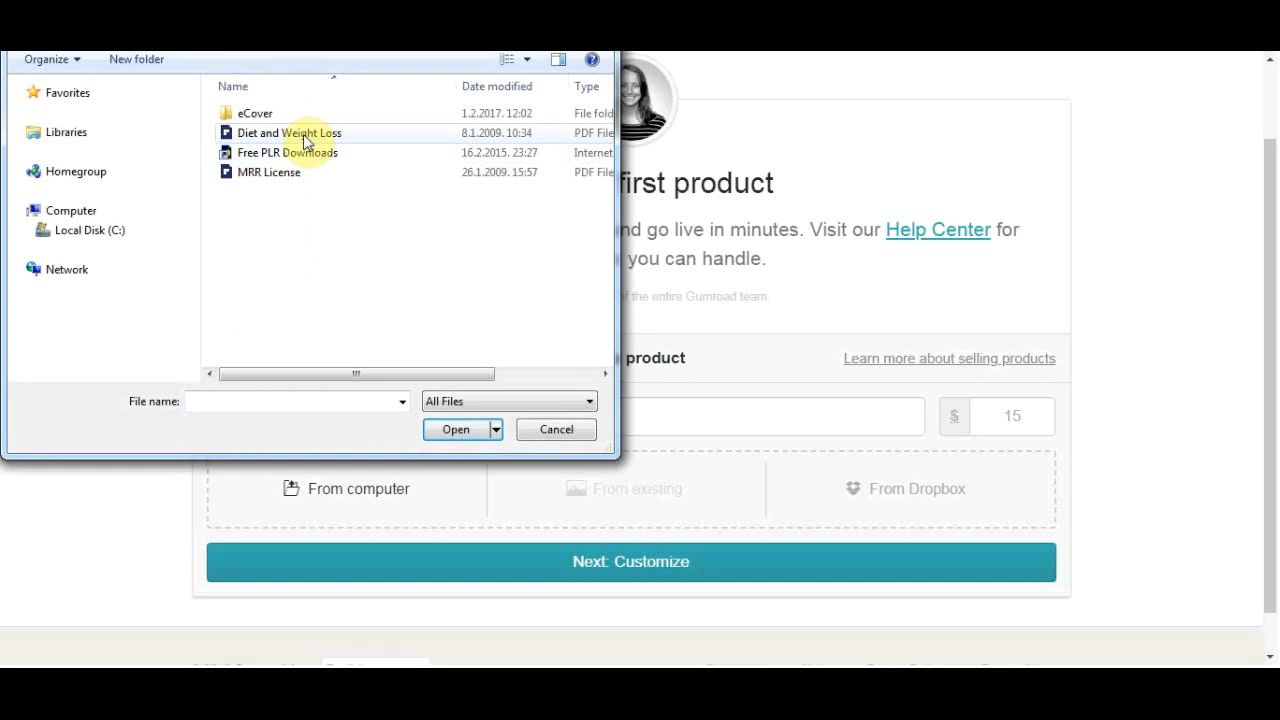 Organize
New folder
Name
Date modified
Type
Favorites
Libraries
Homegroup
Computer
Local Disk (C:)
Network
eCover 1.2.2017. 12:02 File fold
Diet and Weight Loss 8.1.2009. 10:34 PDF File
Free PLR Downloads 16.2.2015. 23:27 Internet
MRR License 26.1.2009. 15:57 PDF File
File name:
All Files
Open
Cancel
first product
nd go live in minutes. Visit our Help Center for
you can handle.
of the entire Gumroad team.
product
Learn more about selling products
$ 15
From computer
From existing
From Dropbox
Next: Customize